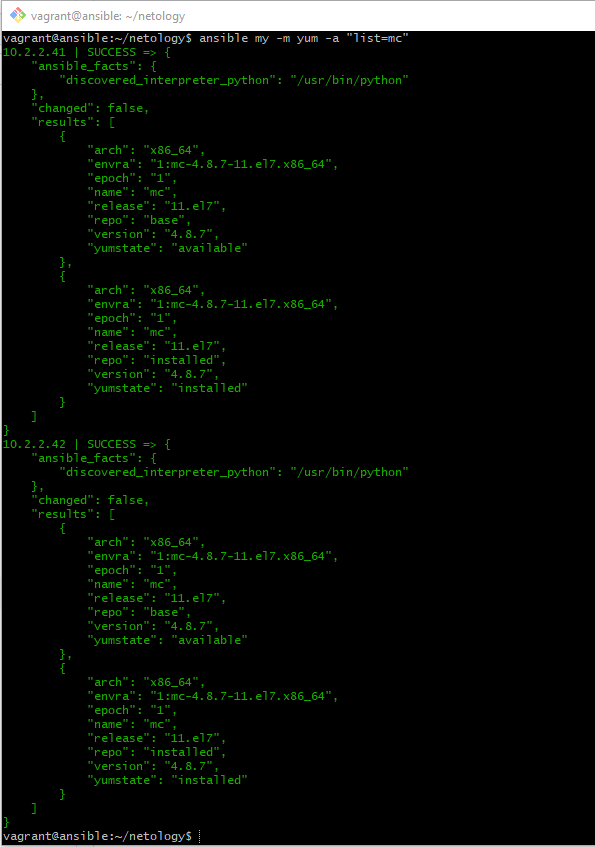 vagrant@ansible: ~/netology
vagrant@ansible:~/netology$ ansible my -m yum -a "list=mc"
10.2.2.41 | SUCCESS => {
    "ansible_facts": {
        "discovered_interpreter_python": "/usr/bin/python"
    },
    "changed": false,
    "results": [
        {
            "arch": "x86_64",
            "envra": "1:mc-4.8.7-11.el7.x86_64",
            "epoch": "1",
            "name": "mc",
            "release": "11.el7",
            "repo": "base",
            "version": "4.8.7",
            "yumstate": "available"
        },
        {
            "arch": "x86_64",
            "envra": "1:mc-4.8.7-11.el7.x86_64",
            "epoch": "1",
            "name": "mc",
            "release": "11.el7",
            "repo": "installed",
            "version": "4.8.7",
            "yumstate": "installed"
        }
    ]
}
10.2.2.42 | SUCCESS => {
    "ansible_facts": {
        "discovered_interpreter_python": "/usr/bin/python"
    },
    "changed": false,
    "results": [
        {
            "arch": "x86_64",
            "envra": "1:mc-4.8.7-11.el7.x86_64",
            "epoch": "1",
            "name": "mc",
            "release": "11.el7",
            "repo": "base",
            "version": "4.8.7",
            "yumstate": "available"
        },
        {
            "arch": "x86_64",
            "envra": "1:mc-4.8.7-11.el7.x86_64",
            "epoch": "1",
            "name": "mc",
            "release": "11.el7",
            "repo": "installed",
            "version": "4.8.7",
            "yumstate": "installed"
        }
    ]
}
vagrant@ansible:~/netology$